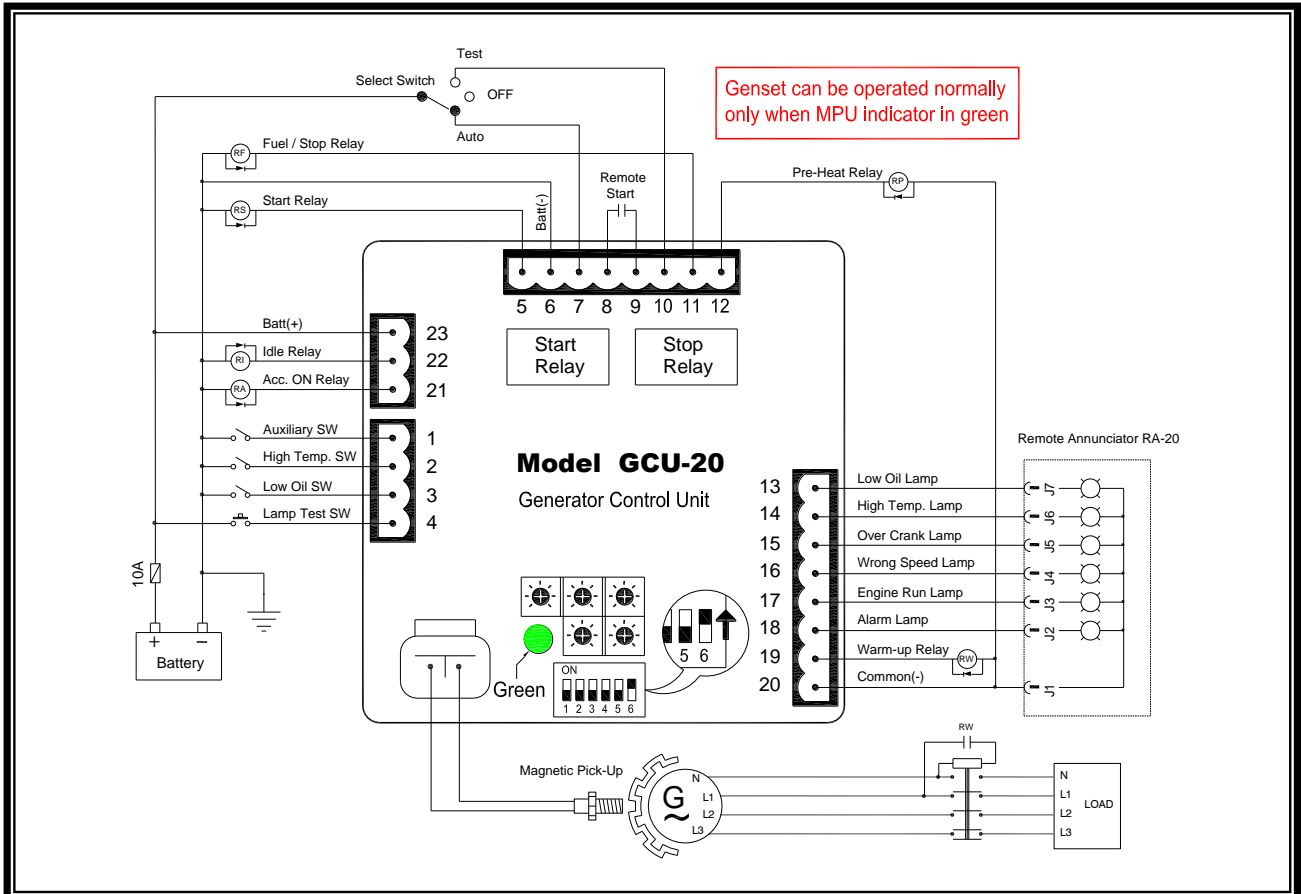 Test
Select Switch
OFF
Auto
Genset can be operated normally
only when MPU indicator in green
RF
Fuel / Stop Relay
Remote
Start
Pre-Heat Relay
RP
RS
Start Relay
Batt(-)
5 6 7 8 9 10 11 12
Start
Relay
Stop
Relay
Batt(+)
23
RI
Idle Relay
22
RA
Acc. ON Relay
21
Auxiliary SW
1
High Temp. SW
2
Low Oil SW
3
Lamp Test SW
4
Model GCU-20
Generator Control Unit
Remote Annunciator RA-20
13
Low Oil Lamp
J7
14
High Temp. Lamp
J6
15
Over Crank Lamp
J5
16
Wrong Speed Lamp
J4
17
Engine Run Lamp
J3
18
Alarm Lamp
J2
19
Warm-up Relay
RW
20
Common(-)
J1
10A
+ −
Battery
Green
ON
1 2 3 4 5 6
5 6
Magnetic Pick-Up
G
~
N
L1
L2
L3
RW
N
L1
L2
L3
LOAD